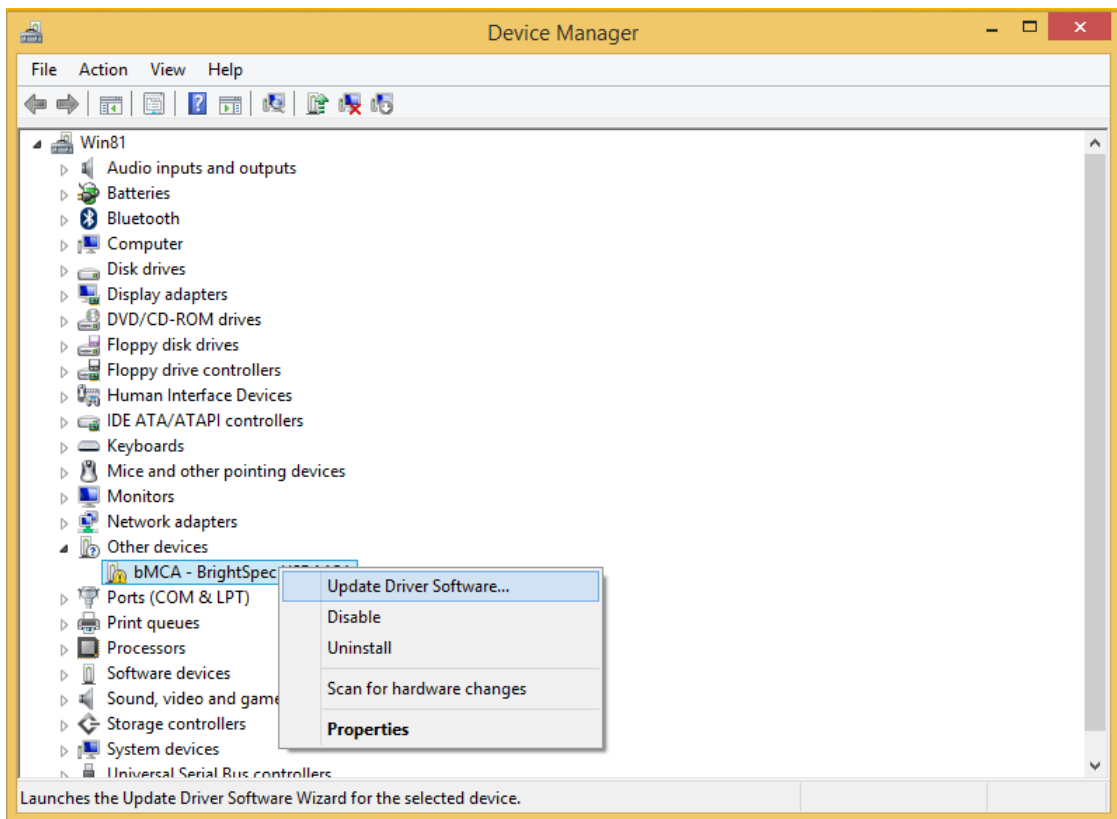 Device Manager
File Action View Help
Win81
Audio inputs and outputs
Batteries
Bluetooth
Computer
Disk drives
Display adapters
DVD/CD-ROM drives
Floppy disk drives
Floppy drive controllers
Human Interface Devices
IDE ATA/ATAPI controllers
Keyboards
Mice and other pointing devices
Monitors
Network adapters
Other devices
bMCA - BrightSpec
Ports (COM & LPT)
Print queues
Processors
Software devices
Sound, video and game
Storage controllers
System devices
Universal Serial Bus controllers
Update Driver Software...
Disable
Uninstall
Scan for hardware changes
Properties
Launches the Update Driver Software Wizard for the selected device.